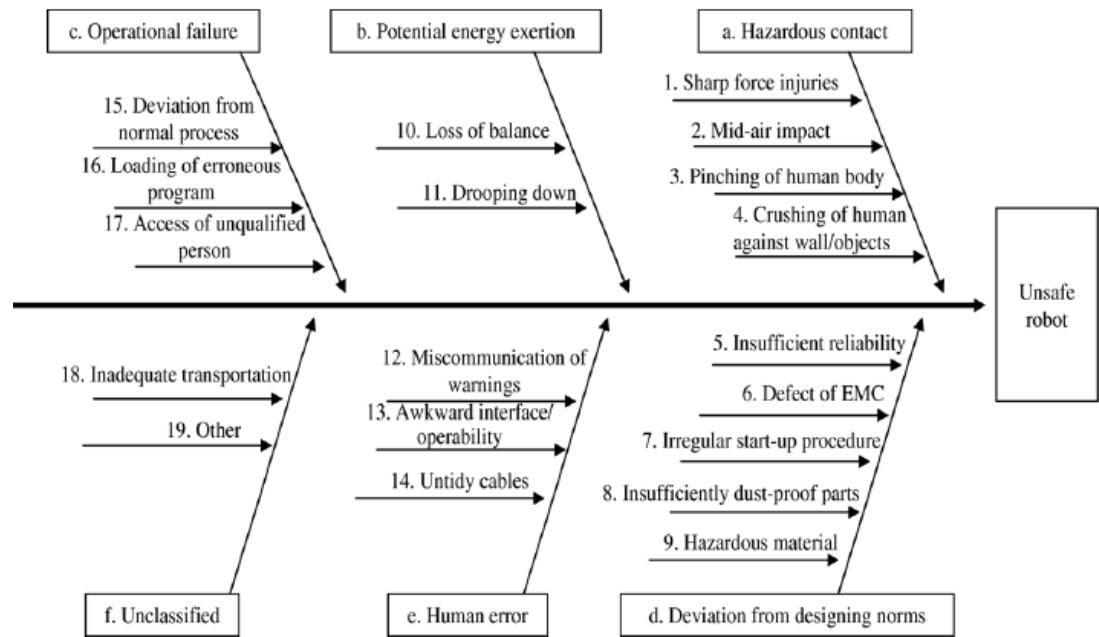 c. Operational failure
b. Potential energy exertion
a. Hazardous contact
15. Deviation from
normal process
16. Loading of erroneous
program
17. Access of unqualified
person
10. Loss of balance
11. Drooping down
1. Sharp force injuries
2. Mid-air impact
3. Pinching of human body
4. Crushing of human
against wall/objects
Unsafe
robot
18. Inadequate transportation
19. Other
12. Miscommunication of
warnings
13. Awkward interface/
operability
14. Untidy cables
5. Insufficient reliability
6. Defect of EMC
7. Irregular start-up procedure
8. Insufficiently dust-proof parts
9. Hazardous material
f. Unclassified
e. Human error
d. Deviation from designing norms